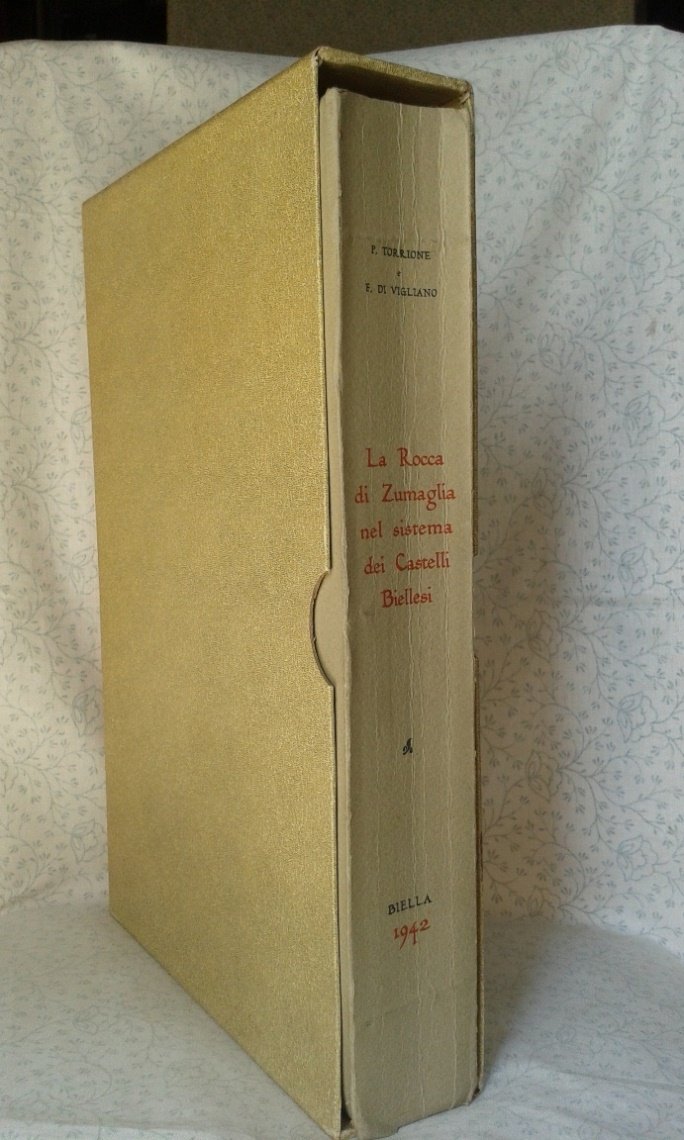 P. TORRIONE
e
F. DI VIGLIANO
La Rocca
di Zumaglia
nel sistema
dei Castelli
Biellesi
BIELLA
1942